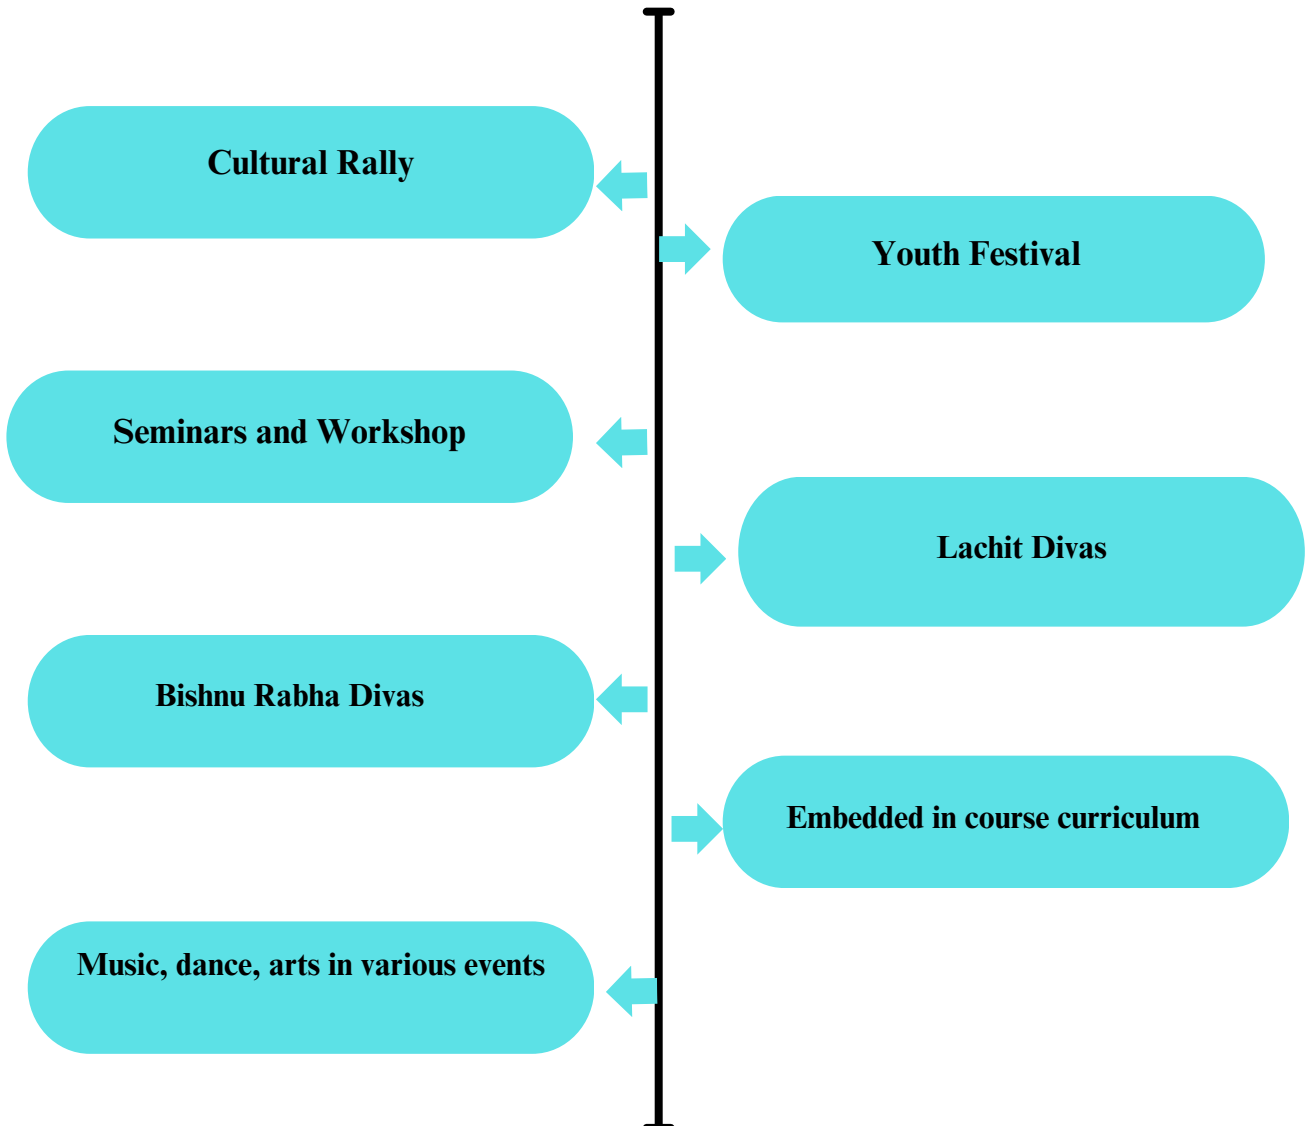 Cultural Rally
Youth Festival
Seminars and Workshop
Lachit Divas
Bishnu Rabha Divas
Embedded in course curriculum
Music, dance, arts in various events